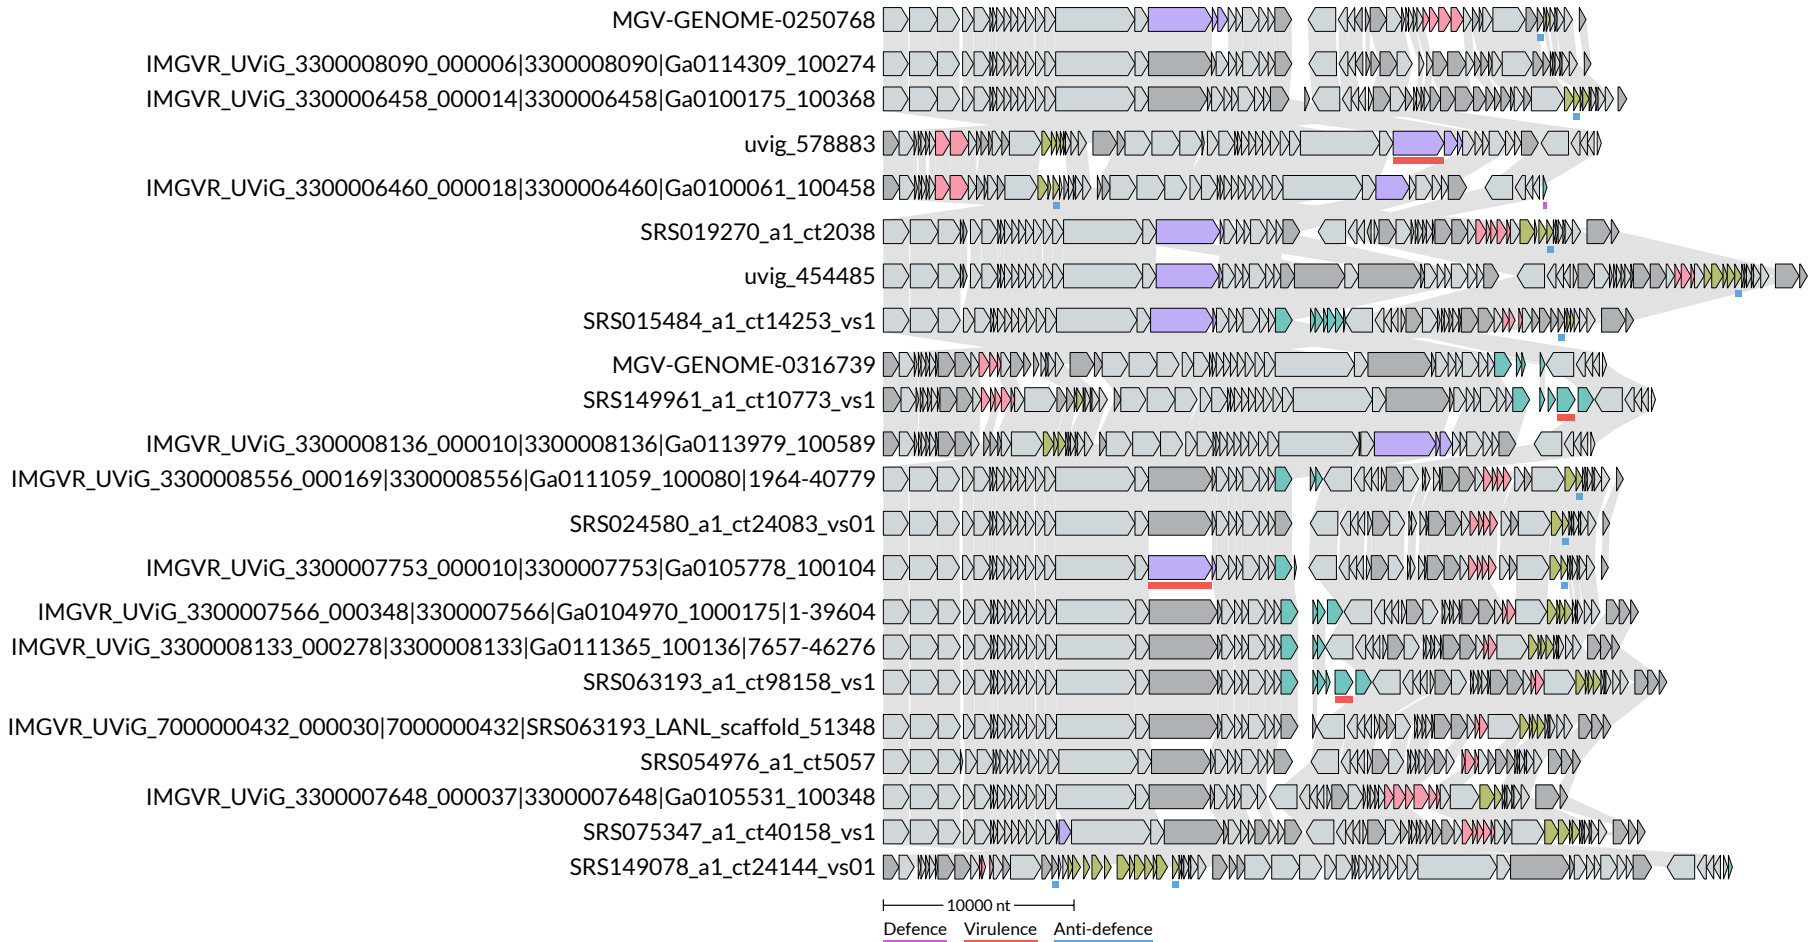 MGV-GENOME-0250768
IMGVR_UViG_3300008090_000006|3300008090|Ga0114309_100274
IMGVR_UViG_3300006458_000014|3300006458|Ga0100175_100368
uvig_578883
IMGVR_UViG_3300006460_000018|3300006460|Ga0100061_100458
SRS019270_a1_ct2038
uvig_454485
SRS015484_a1_ct14253_vs1
MGV-GENOME-0316739
SRS149961_a1_ct10773_vs1
IMGVR_UViG_3300008136_000010|3300008136|Ga0113979_100589
IMGVR_UViG_3300008556_000169|3300008556|Ga0111059_100080|1964-40779
SRS024580_a1_ct24083_vs01
IMGVR_UViG_3300007753_000010|3300007753|Ga0105778_100104
IMGVR_UViG_3300007566_000348|3300007566|Ga0104970_1000175|1-39604
IMGVR_UViG_3300008133_000278|3300008133|Ga0111365_100136|7657-46276
SRS063193_a1_ct98158_vs1
IMGVR_UViG_7000000432_000030|7000000432|SRS063193_LANL_scaffold_51348
SRS054976_a1_ct5057
IMGVR_UViG_3300007648_000037|3300007648|Ga0105531_100348
SRS075347_a1_ct40158_vs1
SRS149078_a1_ct24144_vs01
10000 nt
Defence Virulence Anti-defence